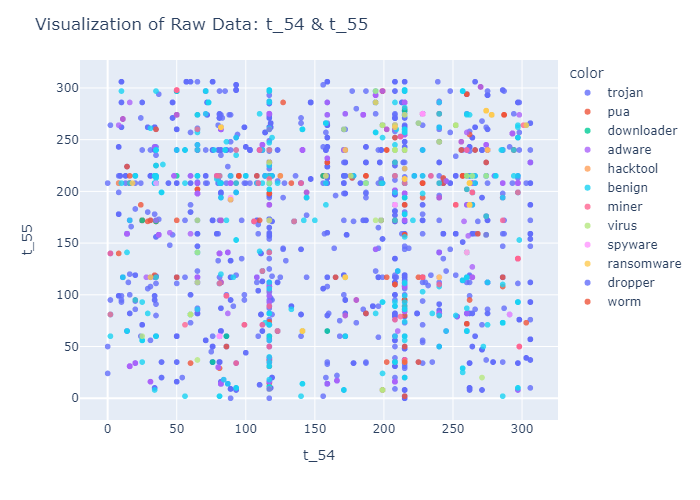 Visualization of Raw Data: t_54 & t_55
color
trojan
pua
downloader
adware
hacktool
benign
miner
virus
spyware
ransomware
dropper
worm
300
250
200
150
100
50
0
t_55
0 50 100 150 200 250 300
t_54